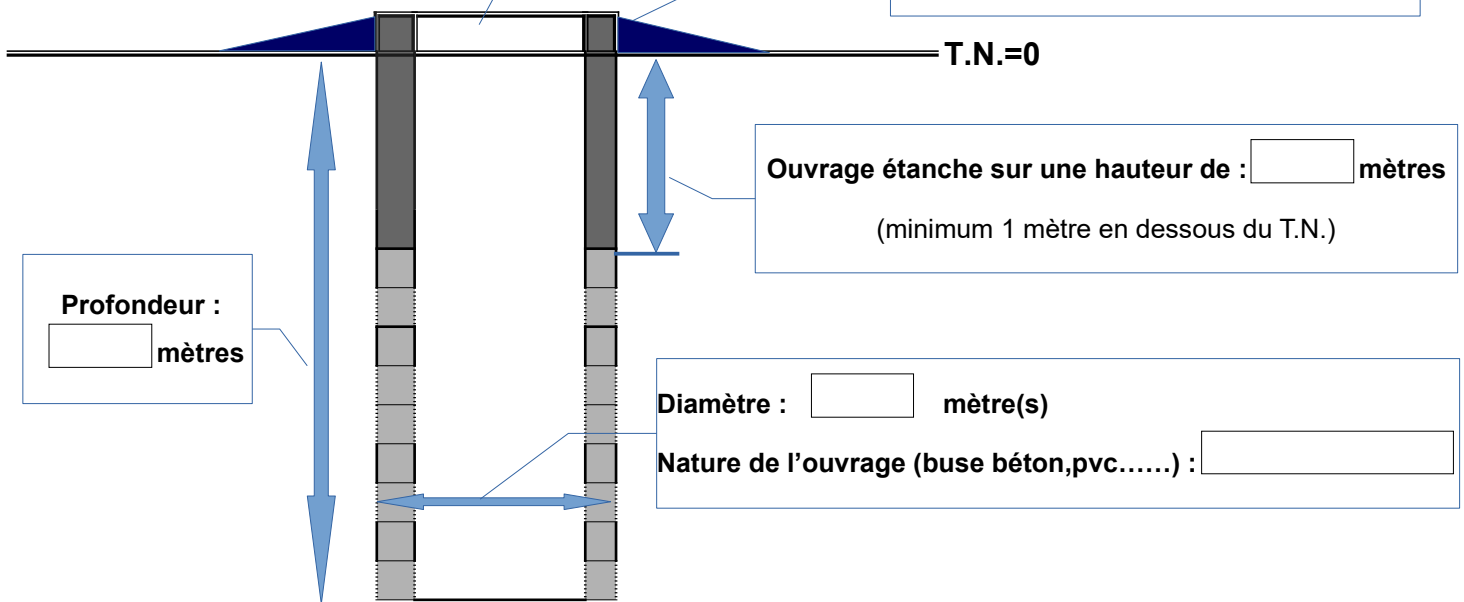 T.N.=0
Ouvrage étanche sur une hauteur de : mètres
(minimum 1 mètre en dessous du T.N.)
Profondeur :
mètres
Diamètre : mètre(s)
Nature de l’ouvrage (buse béton,pvc……) :